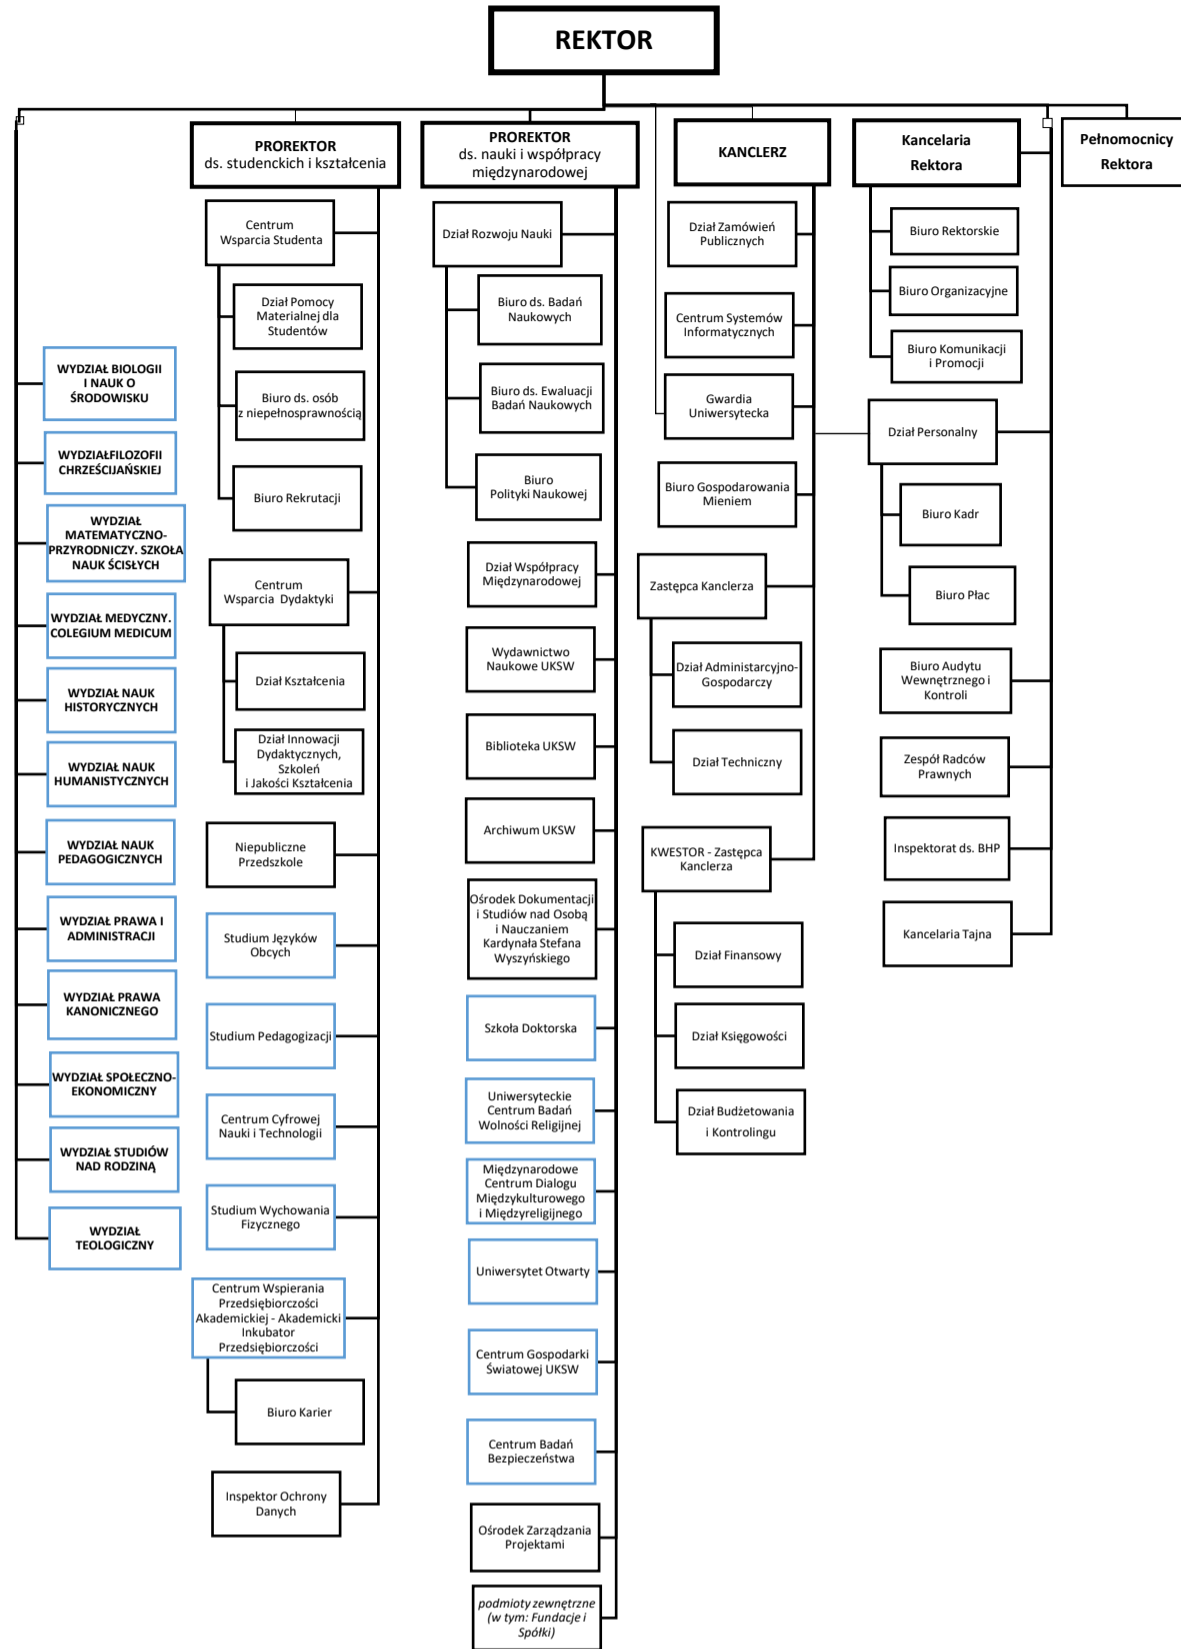 REKTOR
PROREKTOR
ds. studenckich i kształcenia
PROREKTOR
ds. nauki i współpracy
międzynarodowej
KANCLERZ
Kancelaria
Rektora
Pełnomocnicy
Rektora
WYDZIAŁ BIOLOGII
I NAUK O
ŚRODOWISKU
WYDZIAŁFILOZOFII
CHRZEŚCIJAŃSKIEJ
WYDZIAŁ
MATEMATYCZNO-
PRZYRODNICZY. SZKOŁA
NAUK ŚCISŁYCH
WYDZIAŁ MEDYCZNY.
COLEGIUM MEDICUM
WYDZIAŁ NAUK
HISTORYCZNYCH
WYDZIAŁ NAUK
HUMANISTYCZNYCH
WYDZIAŁ NAUK
PEDAGOGICZNYCH
WYDZIAŁ PRAWA I
ADMINISTRACJI
WYDZIAŁ PRAWA
KANONICZNEGO
WYDZIAŁ SPOŁECZNO-
EKONOMICZNY
WYDZIAŁ STUDIÓW
NAD RODZINĄ
WYDZIAŁ
TEOLOGICZNY
Centrum
Wsparcia Studenta
Dział Pomocy
Materialnej dla
Studentów
Biuro ds. osób
z niepełnosprawnością
Biuro Rekrutacji
Centrum
Wsparcia Dydaktyki
Dział Kształcenia
Dział Innowacji
Dydaktycznych,
Szkoleń
i Jakości Kształcenia
Niepubliczne
Przedszkole
Studium Języków
Obcych
Studium Pedagogizacji
Centrum Cyfrowej
Nauki i Technologii
Studium Wychowania
Fizycznego
Centrum Wspierania
Przedsiębiorczości
Akademickiej - Akademicki
Inkubator
Przedsiębiorczości
Biuro Karier
Inspektor Ochrony
Danych
Dział Rozwoju Nauki
Biuro ds. Badań
Naukowych
Biuro ds. Ewaluacji
Badań Naukowych
Biuro
Polityki Naukowej
Dział Współpracy
Międzynarodowej
Wydawnictwo
Naukowe UKSW
Biblioteka UKSW
Archiwum UKSW
Ośrodek Dokumentacji
i Studiów nad Osobą
i Nauczaniem
Kardynała Stefana
Wyszyńskiego
Szkoła Doktorska
Uniwersyteckie
Centrum Badań
Wolności Religijnej
Międzynarodowe
Centrum Dialogu
Międzykulturowego
i Międzyreligijnego
Uniwersytet Otwarty
Centrum Gospodarki
Światowej UKSW
Centrum Badań
Bezpieczeństwa
Ośrodek Zarządzania
Projektami
podmioty zewnętrzne
(w tym: Fundacje i
Spółki)
Dział Zamówień
Publicznych
Centrum Systemów
Informatycznych
Gwardia
Uniwersytecka
Biuro Gospodarowania
Mieniem
Zastępca Kanclerza
Dział Administarcyjno-
Gospodarczy
Dział Techniczny
KWESTOR - Zastępca
Kanclerza
Dział Finansowy
Dział Księgowości
Dział Budżetowania
i Kontrolingu
Biuro Rektorskie
Biuro Organizacyjne
Biuro Komunikacji
i Promocji
Dział Personalny
Biuro Kadr
Biuro Płac
Biuro Audytu
Wewnętrznego i
Kontroli
Zespół Radców
Prawnych
Inspektorat ds. BHP
Kancelaria Tajna